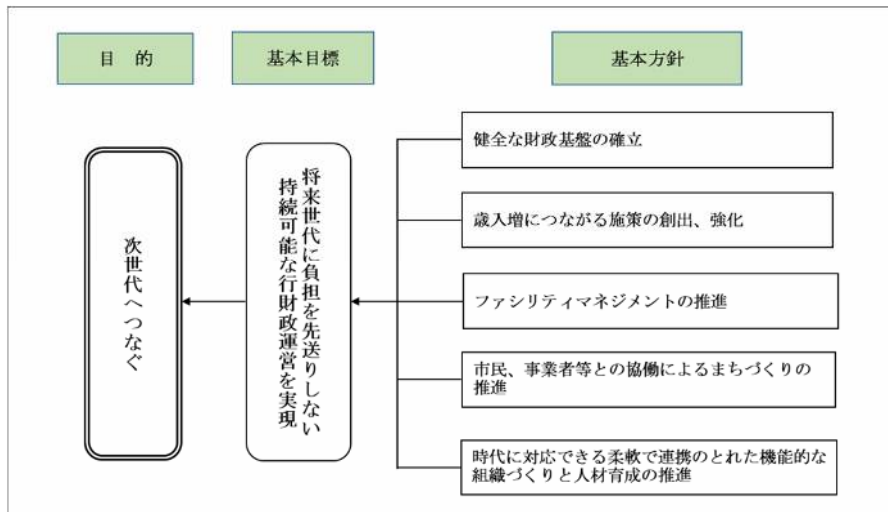 目　的
基本目標
基本方針
次世代へつなぐ
将来世代に負担を先送りしない
持続可能な行財政運営を実現
健全な財政基盤の確立
歳入増につながる施策の創出、強化
ファシリティマネジメントの推進
市民、事業者等との協働によるまちづくりの
推進
時代に対応できる柔軟で連携のとれた機能的な
組織づくりと人材育成の推進